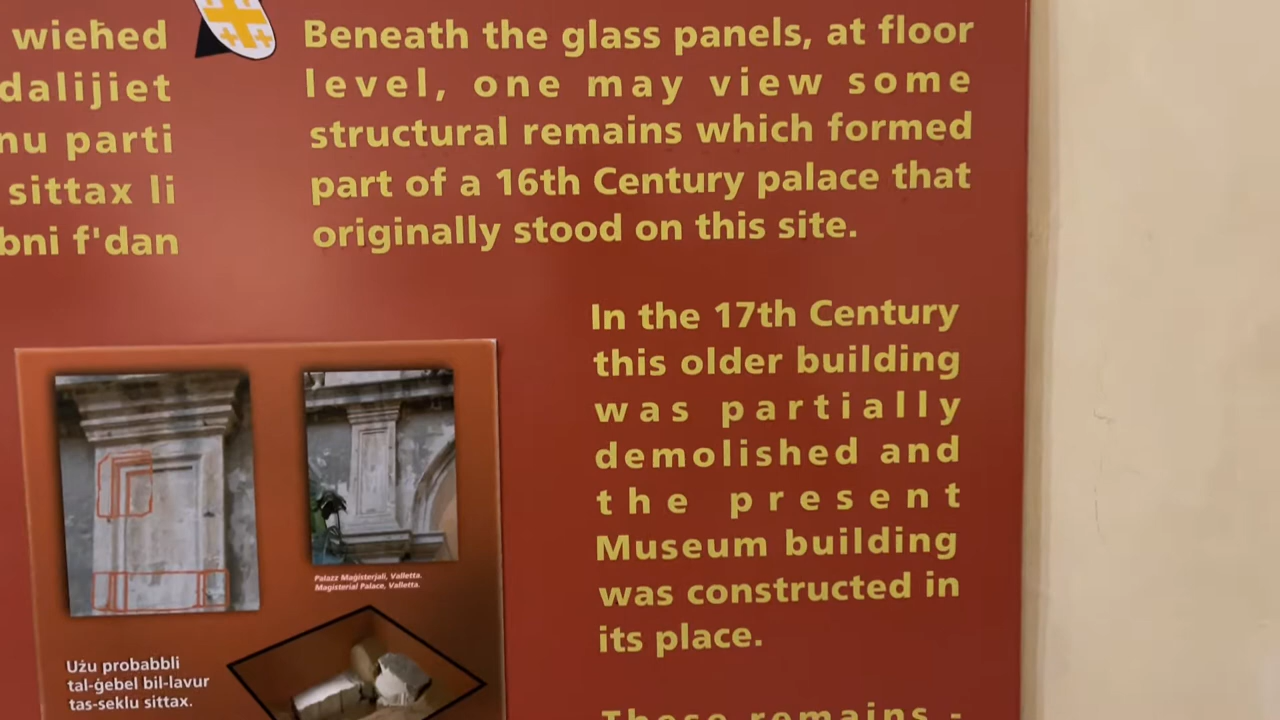 wieħed
dalijiet
nu parti
sittax li
bni f'dan
Beneath the glass panels, at floor
level, one may view some
structural remains which formed
part of a 16th Century palace that
originally stood on this site.
In the 17th Century
this older building
was partially
demolished and
the present
Museum building
was constructed in
its place.
These remains -
Palazz Maġisterjali, Valletta.
Magisterial Palace, Valletta.
Użu probabbli
tal-ġebel bil-lavur
tas-seklu sittax.